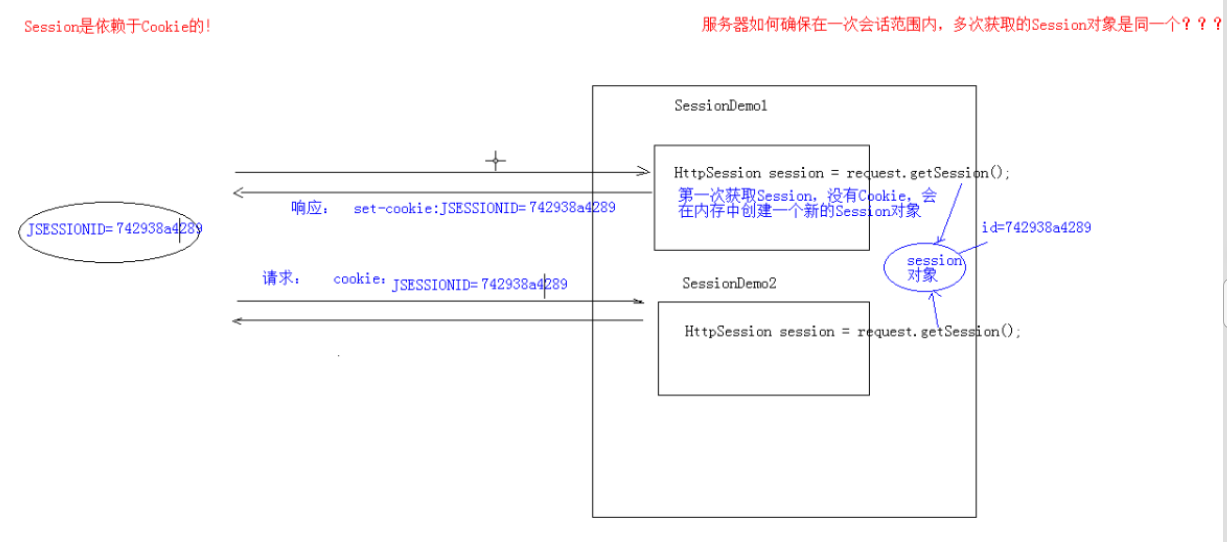 Session是依赖于Cookie的!
服务器如何确保在一次会话范围内，多次获取的Session对象是同一个？？？
SessionDemo1
HttpSession session = request.getSession();
第一次获取Session，没有Cookie，会
在内存中创建一个新的Session对象
响应： set-cookie:JSESSIONID=742938a4289
JSESSIONID=742938a4289
id=742938a4289
session
对象
请求： cookie：JSESSIONID=742938a4289
SessionDemo2
HttpSession session = request.getSession();